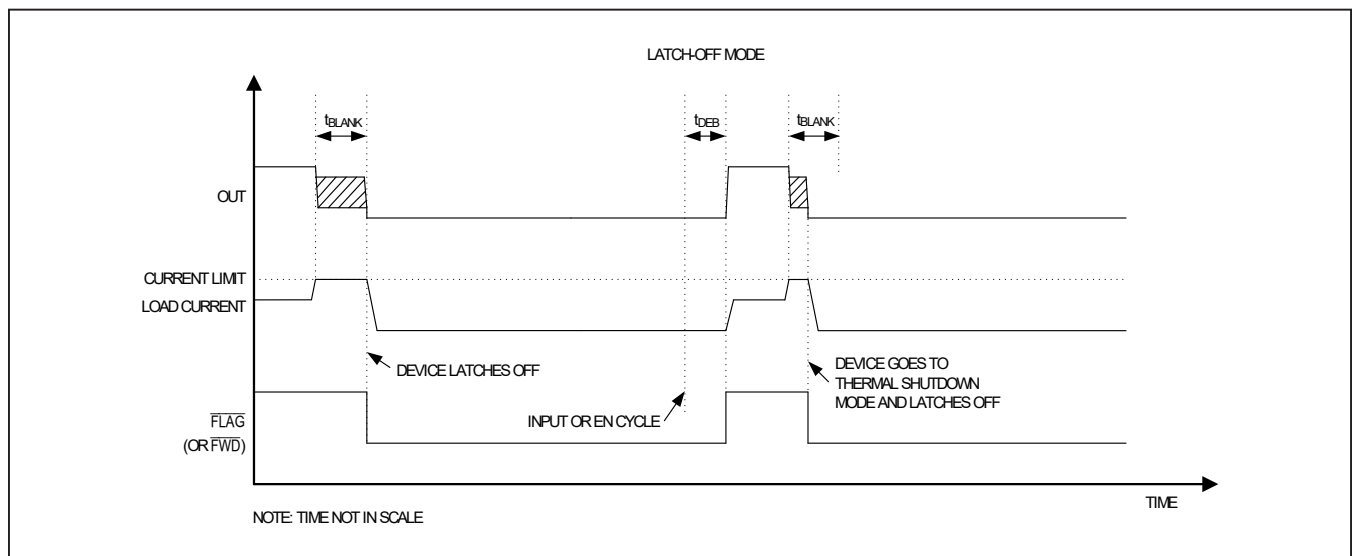 LATCH-OFF MODE
tBLANK
tDEB
tBLANK
OUT
CURRENT LIMIT
LOAD CURRENT
DEVICE LATCHES OFF
DEVICE GOES TO
THERMAL SHUTDOWN
MODE AND LATCHES OFF
INPUT OR EN CYCLE
FLAG
(OR FWD)
TIME
NOTE: TIME NOT IN SCALE